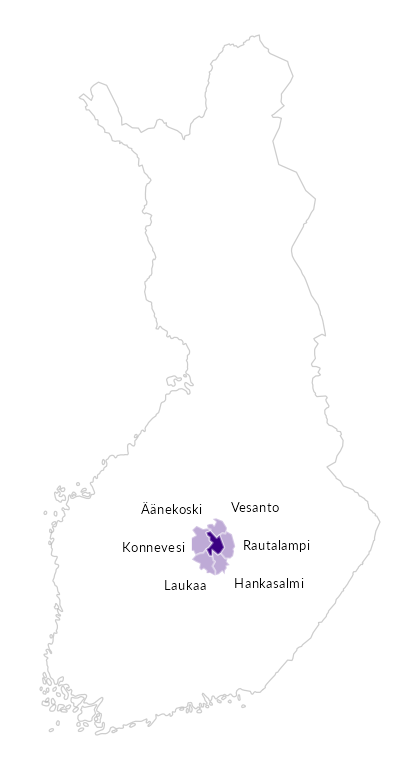 Äänekoski
Vesanto
Konnevesi
Rautalampi
Laukaa
Hankasalmi